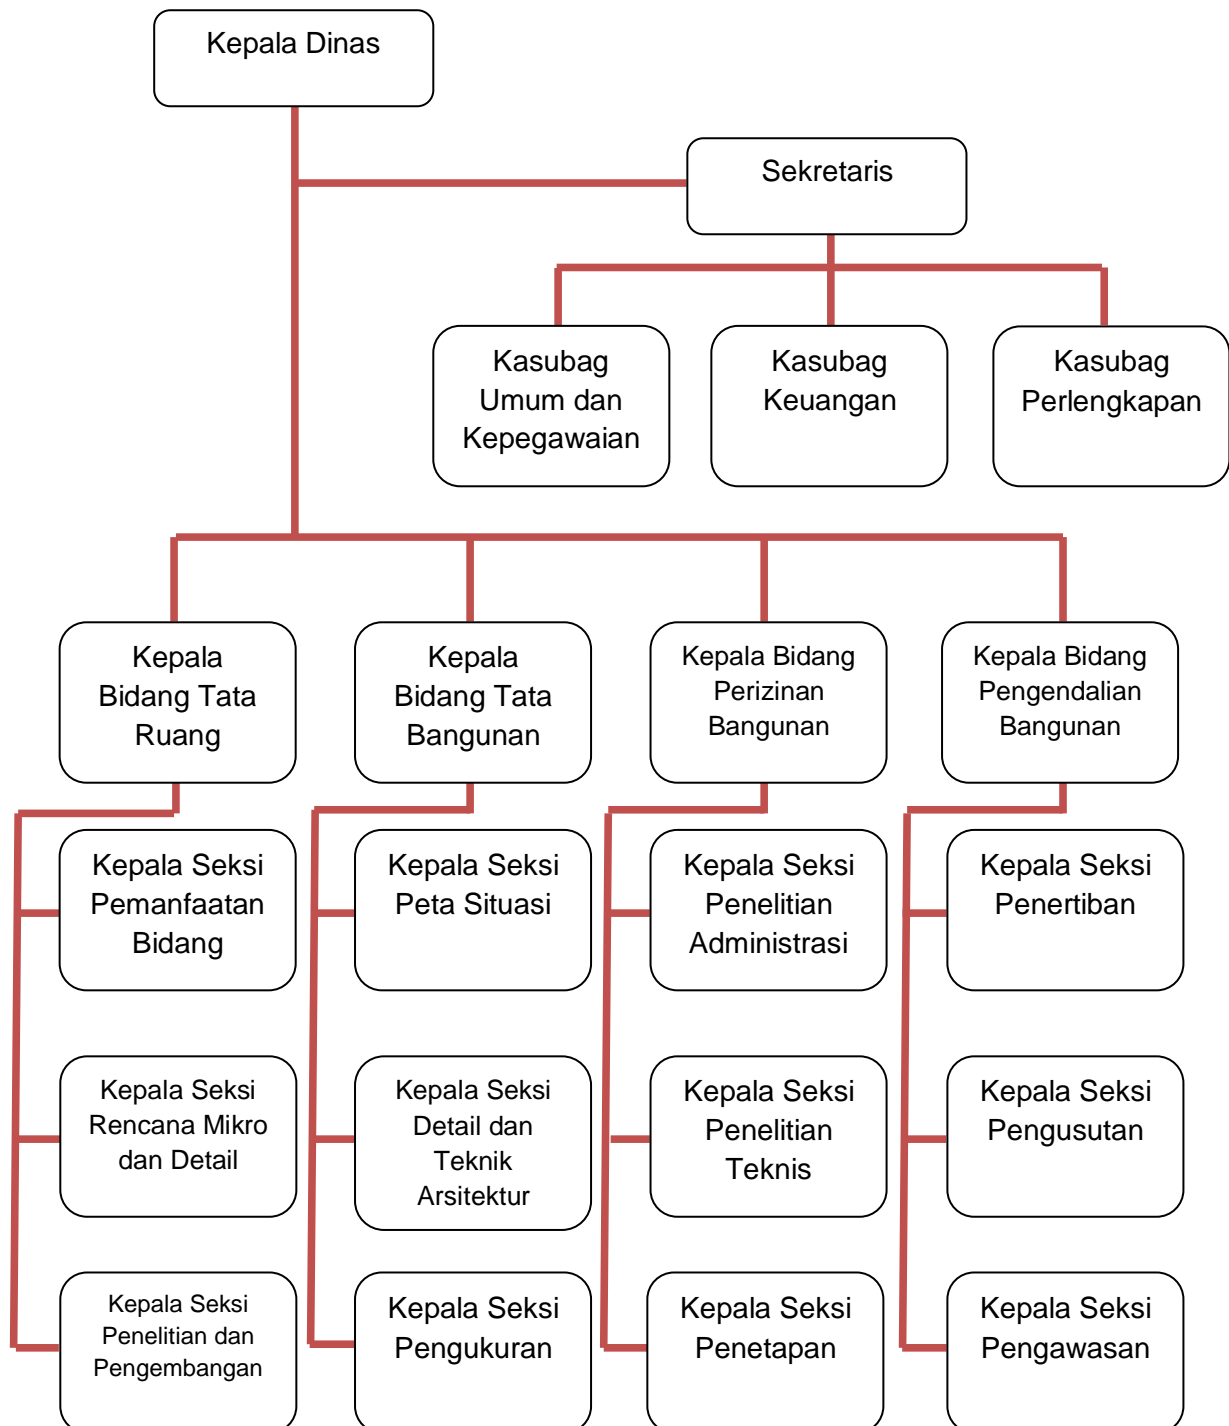 Kepala Dinas
Sekretaris
Kasubag
Umum dan
Kepegawaian
Kasubag
Keuangan
Kasubag
Perlengkapan
Kepala
Bidang Tata
Ruang
Kepala
Bidang Tata
Bangunan
Kepala Bidang
Perizinan
Bangunan
Kepala Bidang
Pengendalian
Bangunan
Kepala Seksi
Pemanfaatan
Bidang
Kepala Seksi
Peta Situasi
Kepala Seksi
Penelitian
Administrasi
Kepala Seksi
Penertiban
Kepala Seksi
Rencana Mikro
dan Detail
Kepala Seksi
Detail dan
Teknik
Arsitektur
Kepala Seksi
Penelitian
Teknis
Kepala Seksi
Pengusutan
Kepala Seksi
Penelitian dan
Pengembangan
Kepala Seksi
Pengukuran
Kepala Seksi
Penetapan
Kepala Seksi
Pengawasan